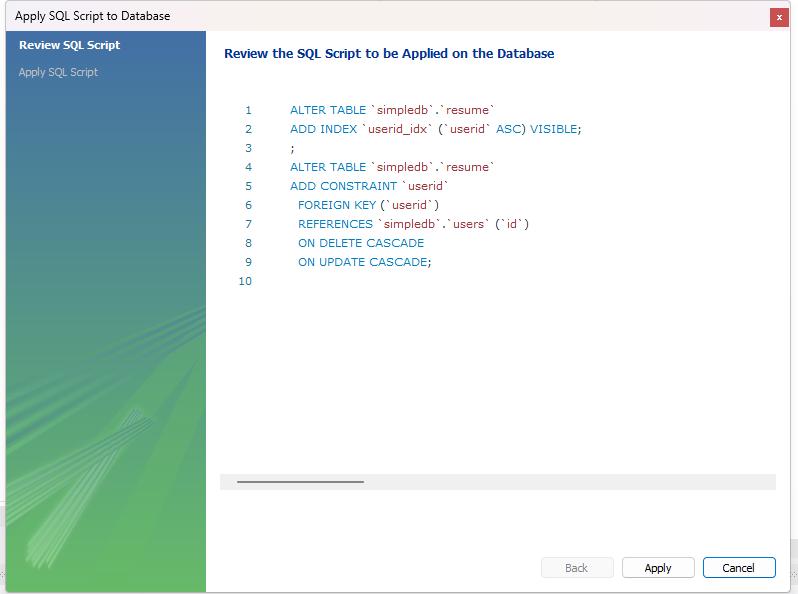 Apply SQL Script to Database
x
Review SQL Script
Apply SQL Script
Review the SQL Script to be Applied on the Database
1 ALTER TABLE `simpledb`.`resume`
2 ADD INDEX `userid_idx` (`userid` ASC) VISIBLE;
3 ;
4 ALTER TABLE `simpledb`.`resume`
5 ADD CONSTRAINT `userid`
6   FOREIGN KEY (`userid`)
7   REFERENCES `simpledb`.`users` (`id`)
8   ON DELETE CASCADE
9   ON UPDATE CASCADE;
10
Back Apply Cancel